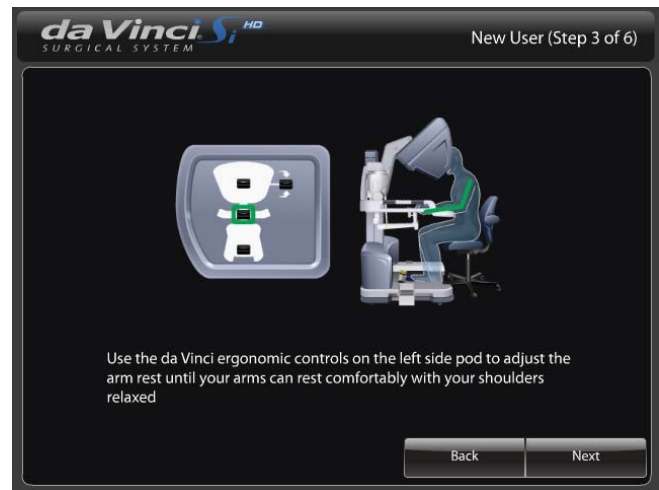 da Vinci Si HD
SURGICAL SYSTEM
New User (Step 3 of 6)
Use the da Vinci ergonomic controls on the left side pod to adjust the
arm rest until your arms can rest comfortably with your shoulders
relaxed
Back
Next